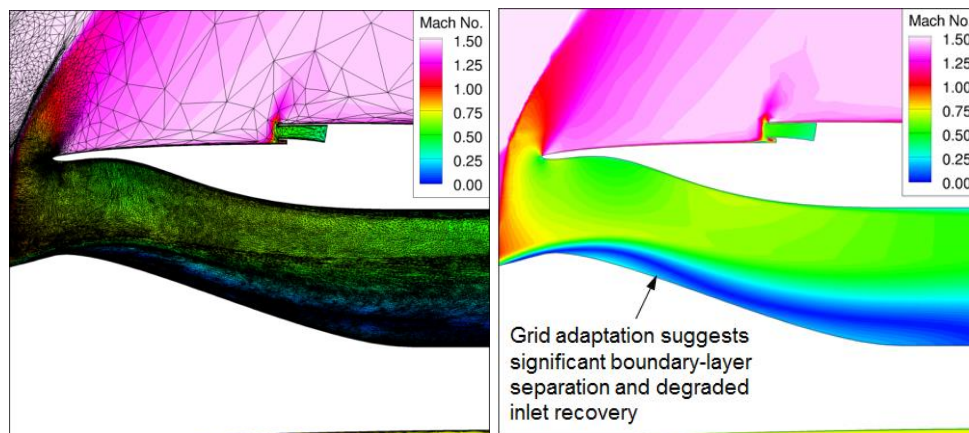 Mach No.
1.50
1.25
1.00
0.75
0.50
0.25
0.00
Mach No.
1.50
1.25
1.00
0.75
0.50
0.25
0.00
Grid adaptation suggests
significant boundary-layer
separation and degraded
inlet recovery